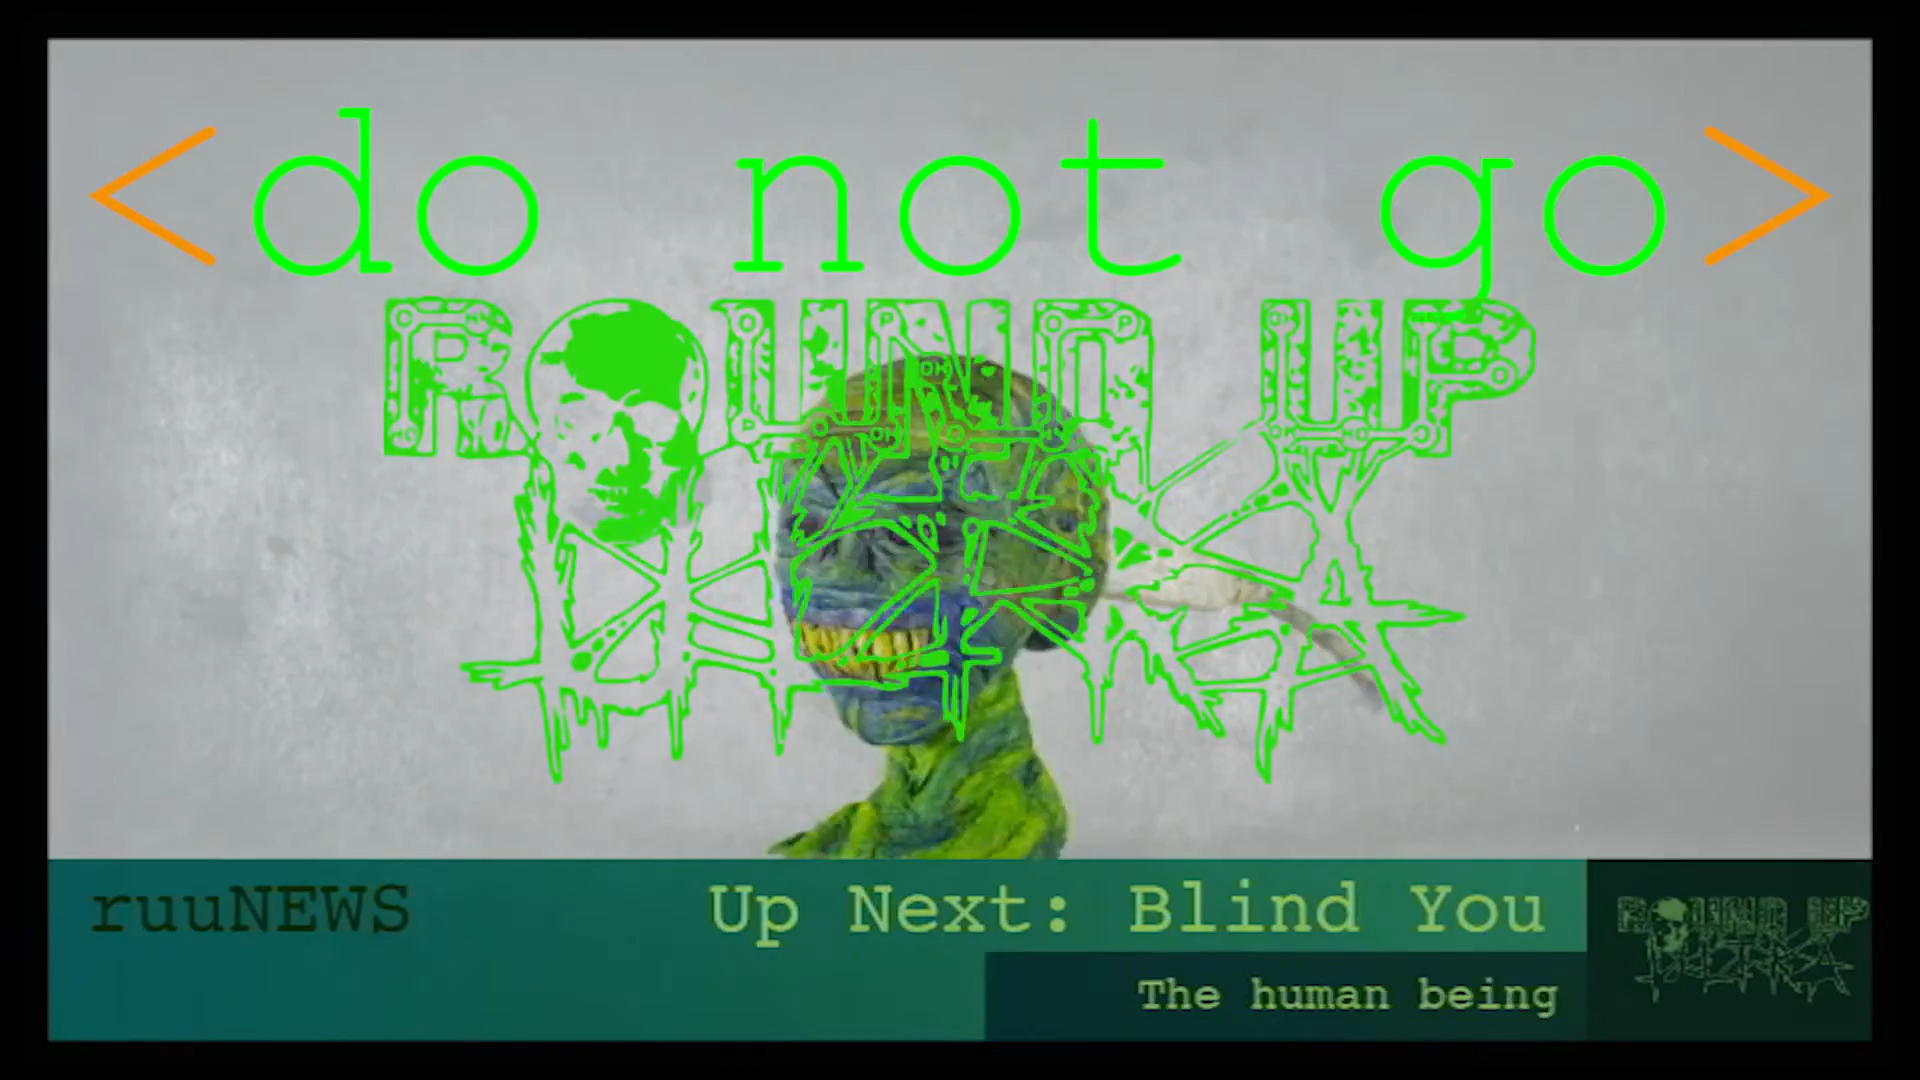 <do not go>
ROUND UP
ruuNEWS
Up Next: Blind You
The human being
ROUND UP